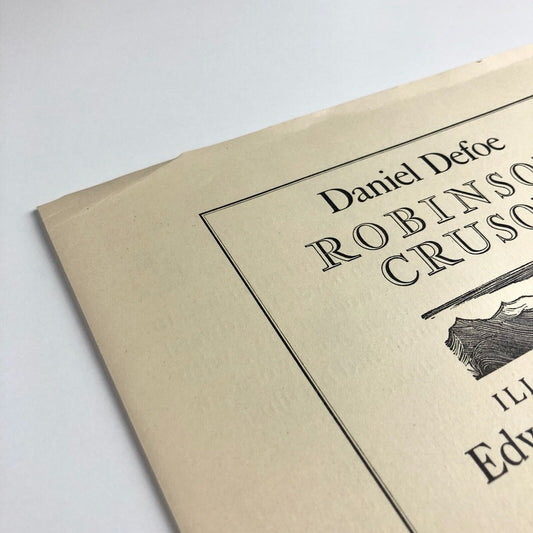 Daniel Defoe
ROBINSO
CRUSO
ILL
Edw